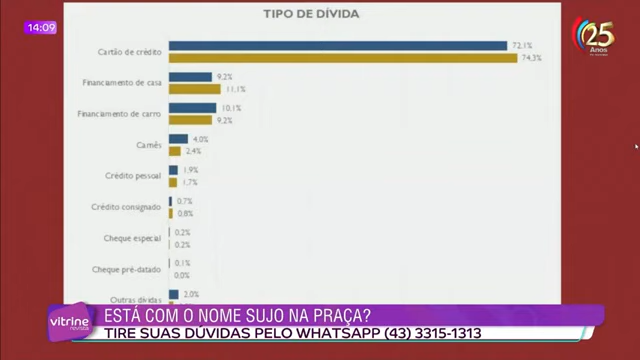 14:09
TIPO DE DÍVIDA
25
Anos
Cartão de crédito
72,1%
74,3%
Financiamento de casa
9,2%
11,1%
Financiamento de carro
10,1%
9,2%
Carnês
4,0%
2,4%
Crédito pessoal
1,9%
1,7%
Crédito consignado
0,7%
0,8%
Cheque especial
0,2%
0,2%
Cheque pré-datado
0,1%
0,0%
Outras dívidas
2,0%
vitrine
revista
ESTÁ COM O NOME SUJO NA PRAÇA?
TIRE SUAS DÚVIDAS PELO WHATSAPP (43) 3315-1313